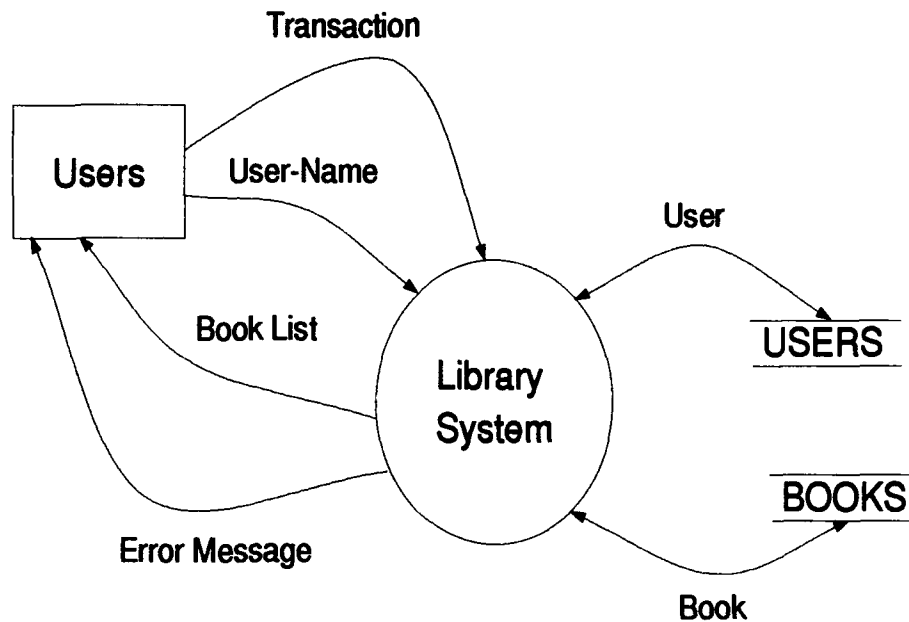 Transaction
Users
User-Name
User
Book List
USERS
Library
System
BOOKS
Error Message
Book